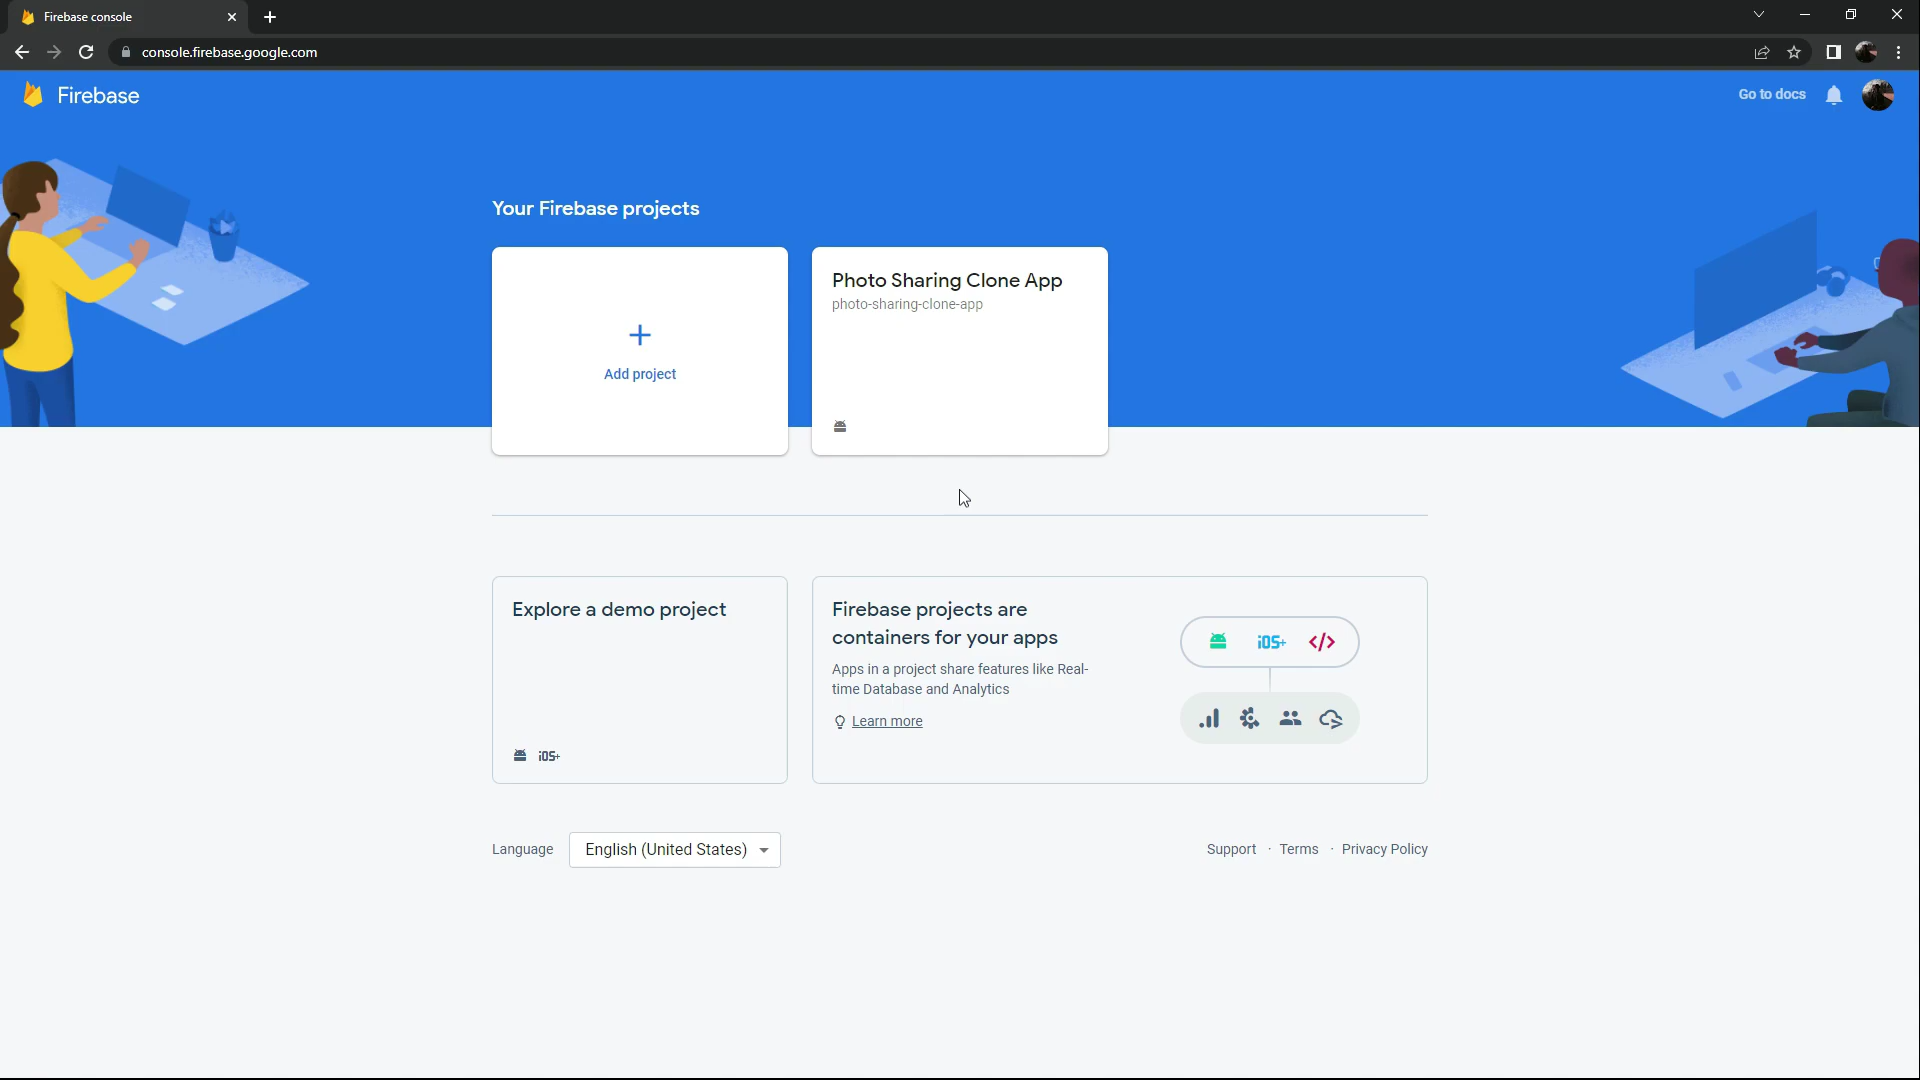 Firebase console
console.firebase.google.com
Firebase
Go to docs
Your Firebase projects
Add project
Photo Sharing Clone App
photo-sharing-clone-app
Explore a demo project
iOS+
Firebase projects are
containers for your apps
Apps in a project share features like Real-
time Database and Analytics
Learn more
iOS+ </>
Language English (United States)
Support · Terms · Privacy Policy